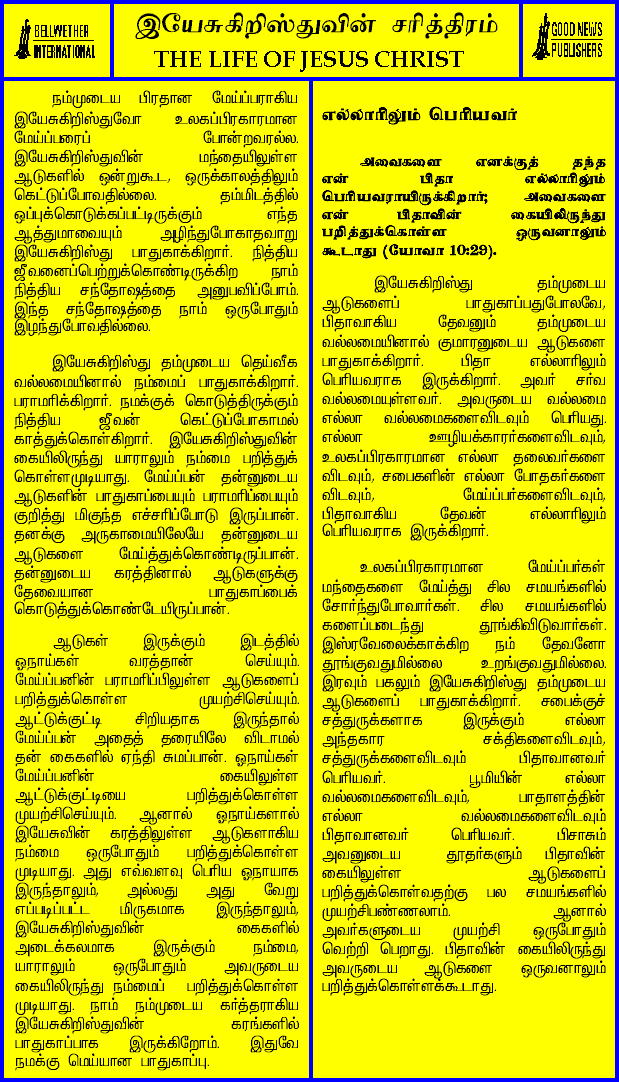 BELLWETHER
INTERNATIONAL
இயேசுகிறிஸ்துவின் சரித்திரம்
THE LIFE OF JESUS CHRIST
GOOD NEWS
PUBLISHERS
நம்முடைய பிரதான மேய்ப்பராகிய
இயேசுகிறிஸ்துவோ உலகப்பிரகாரமான
மேய்ப்பரைப் போன்றவரல்ல.
இயேசுகிறிஸ்துவின் மந்தையிலுள்ள
ஆடுகளில் ஒன்றுகூட, ஒருக்காலத்திலும்
கெட்டுப்போவதில்லை. தம்மிடத்தில்
ஒப்புக்கொடுக்கப்பட்டிருக்கும் எந்த
ஆத்துமாவையும் அழிந்துபோகாதவாறு
இயேசுகிறிஸ்து பாதுகாக்கிறார். நித்திய
ஜீவனைப்பெற்றுக்கொண்டிருக்கிற நாம்
நித்திய சந்தோஷத்தை அனுபவிப்போம்.
இந்த சந்தோஷத்தை நாம் ஒருபோதும்
இழந்துபோவதில்லை.
இயேசுகிறிஸ்து தம்முடைய தெய்வீக
வல்லமையினால் நம்மைப் பாதுகாக்கிறார்.
பராமரிக்கிறார். நமக்குக் கொடுத்திருக்கும்
நித்திய ஜீவன் கெட்டுப்போகாமல்
காத்துக்கொள்கிறார். இயேசுகிறிஸ்துவின்
கையிலிருந்து யாராலும் நம்மை பறித்துக்
கொள்ளமுடியாது. மேய்ப்பன் தன்னுடைய
ஆடுகளின் பாதுகாப்பையும் பராமரிப்பையும்
குறித்து மிகுந்த எச்சரிப்போடு இருப்பான்.
தனக்கு அருகாமையிலேயே தன்னுடைய
ஆடுகளை மேய்த்துக்கொண்டிருப்பான்.
தன்னுடைய கரத்தினால் ஆடுகளுக்கு
தேவையான பாதுகாப்பைக்
கொடுத்துக்கொண்டேயிருப்பான்.
ஆடுகள் இருக்கும் இடத்தில்
ஓநாய்கள் வரத்தான் செய்யும்.
மேய்ப்பனின் பராமரிப்பிலுள்ள ஆடுகளைப்
பறித்துக்கொள்ள முயற்சிசெய்யும்.
ஆட்டுக்குட்டி சிறியதாக இருந்தால்
மேய்ப்பன் அதைத் தரையிலே விடாமல்
தன் கைகளில் ஏந்தி சுமப்பான். ஓநாய்கள்
மேய்ப்பனின் கையிலுள்ள
ஆட்டுக்குட்டியை பறித்துக்கொள்ள
முயற்சிசெய்யும். ஆனால் ஓநாய்களால்
இயேசுவின் கரத்திலுள்ள ஆடுகளாகிய
நம்மை ஒருபோதும் பறித்துக்கொள்ள
முடியாது. அது எவ்வளவு பெரிய ஓநாயாக
இருந்தாலும், அல்லது அது வேறு
எப்படிப்பட்ட மிருகமாக இருந்தாலும்,
இயேசுகிறிஸ்துவின் கைகளில்
அடைக்கலமாக இருக்கும் நம்மை,
யாராலும் ஒருபோதும் அவருடைய
கையிலிருந்து நம்மைப் பறித்துக்கொள்ள
முடியாது. நாம் நம்முடைய கர்த்தராகிய
இயேசுகிறிஸ்துவின் கரங்களில்
பாதுகாப்பாக இருக்கிறோம். இதுவே
நமக்கு மெய்யான பாதுகாப்பு.
எல்லாரிலும் பெரியவர்
அவைகளை எனக்குத் தந்த
என் பிதா எல்லாரிலும்
பெரியவராயிருக்கிறார்; அவைகளை
என் பிதாவின் கையிலிருந்து
பறித்துக்கொள்ள ஒருவனாலும்
கூடாது (யோவா 10:29).
இயேசுகிறிஸ்து தம்முடைய
ஆடுகளைப் பாதுகாப்பதுபோலவே,
பிதாவாகிய தேவனும் தம்முடைய
வல்லமையினால் குமாரனுடைய ஆடுகளை
பாதுகாக்கிறார். பிதா எல்லாரிலும்
பெரியவராக இருக்கிறார். அவர் சர்வ
வல்லமையுள்ளவர். அவருடைய வல்லமை
எல்லா வல்லமைகளைவிடவும் பெரியது.
எல்லா ஊழியக்காரர்களைவிடவும்,
உலகப்பிரகாரமான எல்லா தலைவர்களை
விடவும், சபைகளின் எல்லா போதகர்களை
விடவும், மேய்ப்பர்களைவிடவும்,
பிதாவாகிய தேவன் எல்லாரிலும்
பெரியவராக இருக்கிறார்.
உலகப்பிரகாரமான மேய்ப்பர்கள்
மந்தைகளை மேய்த்து சில சமயங்களில்
சோர்ந்துபோவார்கள். சில சமயங்களில்
களைப்படைந்து தூங்கிவிடுவார்கள்.
இஸ்ரவேலைக்காக்கிற நம் தேவனோ
தூங்குவதுமில்லை உறங்குவதுமில்லை.
இரவும் பகலும் இயேசுகிறிஸ்து தம்முடைய
ஆடுகளைப் பாதுகாக்கிறார். சபைக்குச்
சத்துருக்களாக இருக்கும் எல்லா
அந்தகார சக்திகளைவிடவும்,
சத்துருக்களைவிடவும் பிதாவானவர்
பெரியவர். பூமியின் எல்லா
வல்லமைகளைவிடவும், பாதாளத்தின்
எல்லா வல்லமைகளைவிடவும்
பிதாவானவர் பெரியவர். பிசாசும்
அவனுடைய தூதர்களும் பிதாவின்
கையிலுள்ள ஆடுகளைப்
பறித்துக்கொள்வதற்கு பல சமயங்களில்
முயற்சிபண்ணலாம். ஆனால்
அவர்களுடைய முயற்சி ஒருபோதும்
வெற்றி பெறாது. பிதாவின் கையிலிருந்து
அவருடைய ஆடுகளை ஒருவனாலும்
பறித்துக்கொள்ளக்கூடாது.